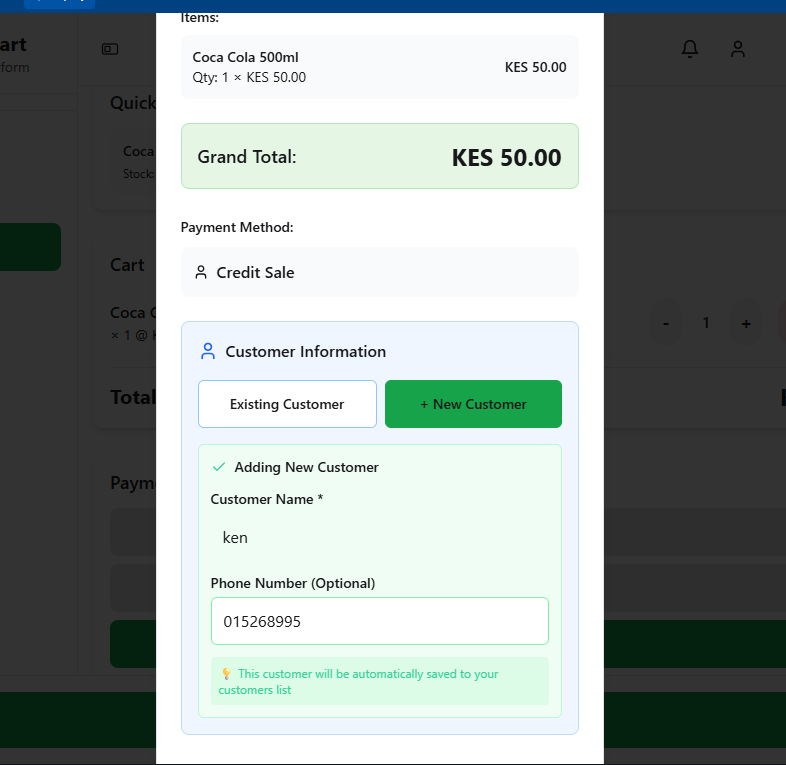 art
form
Items:
Coca Cola 500ml
Qty: 1 × KES 50.00
KES 50.00
Quick
Coca
Stock:
Grand Total:
KES 50.00
Payment Method:
Credit Sale
Cart
Coca C
× 1 @
- 1 +
Total
Customer Information
Existing Customer
+ New Customer
Adding New Customer
Customer Name *
ken
Paym
Phone Number (Optional)
015268995
💡 This customer will be automatically saved to your
customers list